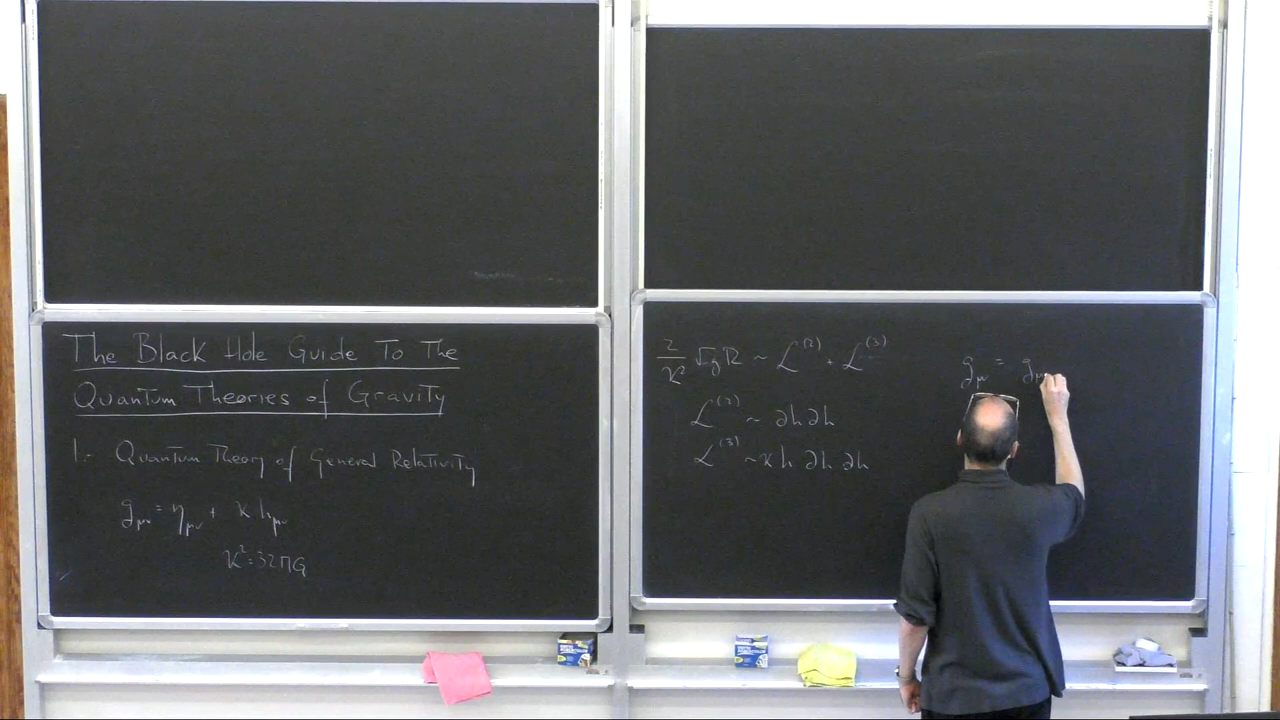 The Black Hole Guide To The
Quantum Theories of Gravity
1.- Quantum Theory of General Relativity
g_μν = η_μν + κ h_μν
κ² = 32πG
2/κ² √-g R ~ ℒ^(2) + ℒ^(3)
ℒ^(2) ~ ∂h∂h
ℒ^(3) ~ κ h ∂h ∂h
g_μν = g_μν